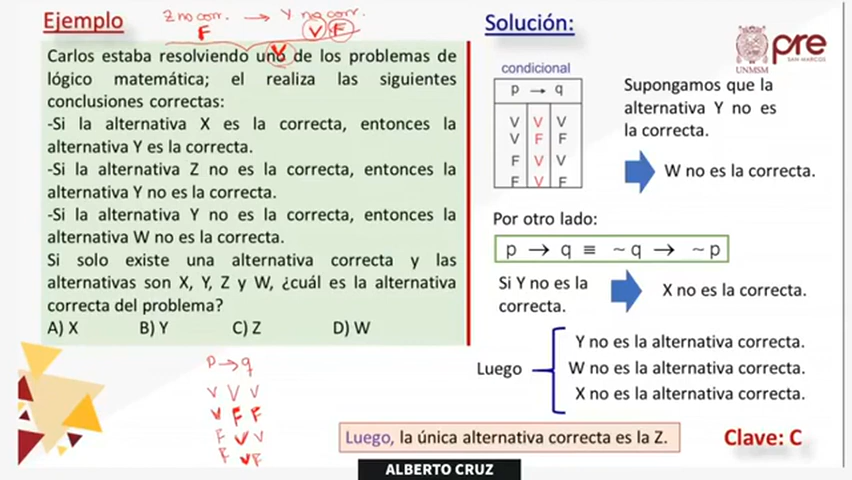 Ejemplo
Z no corr. → Y no corr.
F V F
V
Carlos estaba resolviendo uno de los problemas de
lógico matemática; el realiza las siguientes
conclusiones correctas:
-Si la alternativa X es la correcta, entonces la
alternativa Y es la correcta.
-Si la alternativa Z no es la correcta, entonces la
alternativa Y no es la correcta.
-Si la alternativa Y no es la correcta, entonces la
alternativa W no es la correcta.
Si solo existe una alternativa correcta y las
alternativas son X, Y, Z y W, ¿cuál es la alternativa
correcta del problema?
A) X B) Y C) Z D) W
p → q
V V V
V F F
F V V
F V F
Solución:
condicional
p → q
V V V
V F F
F V V
F V F
UNMSM
pre
SAN MARCOS
Supongamos que la
alternativa Y no es
la correcta.
W no es la correcta.
Por otro lado:
p → q ≡ ~ q → ~ p
Si Y no es la
correcta.
X no es la correcta.
Luego
Y no es la alternativa correcta.
W no es la alternativa correcta.
X no es la alternativa correcta.
Luego, la única alternativa correcta es la Z.
Clave: C
ALBERTO CRUZ